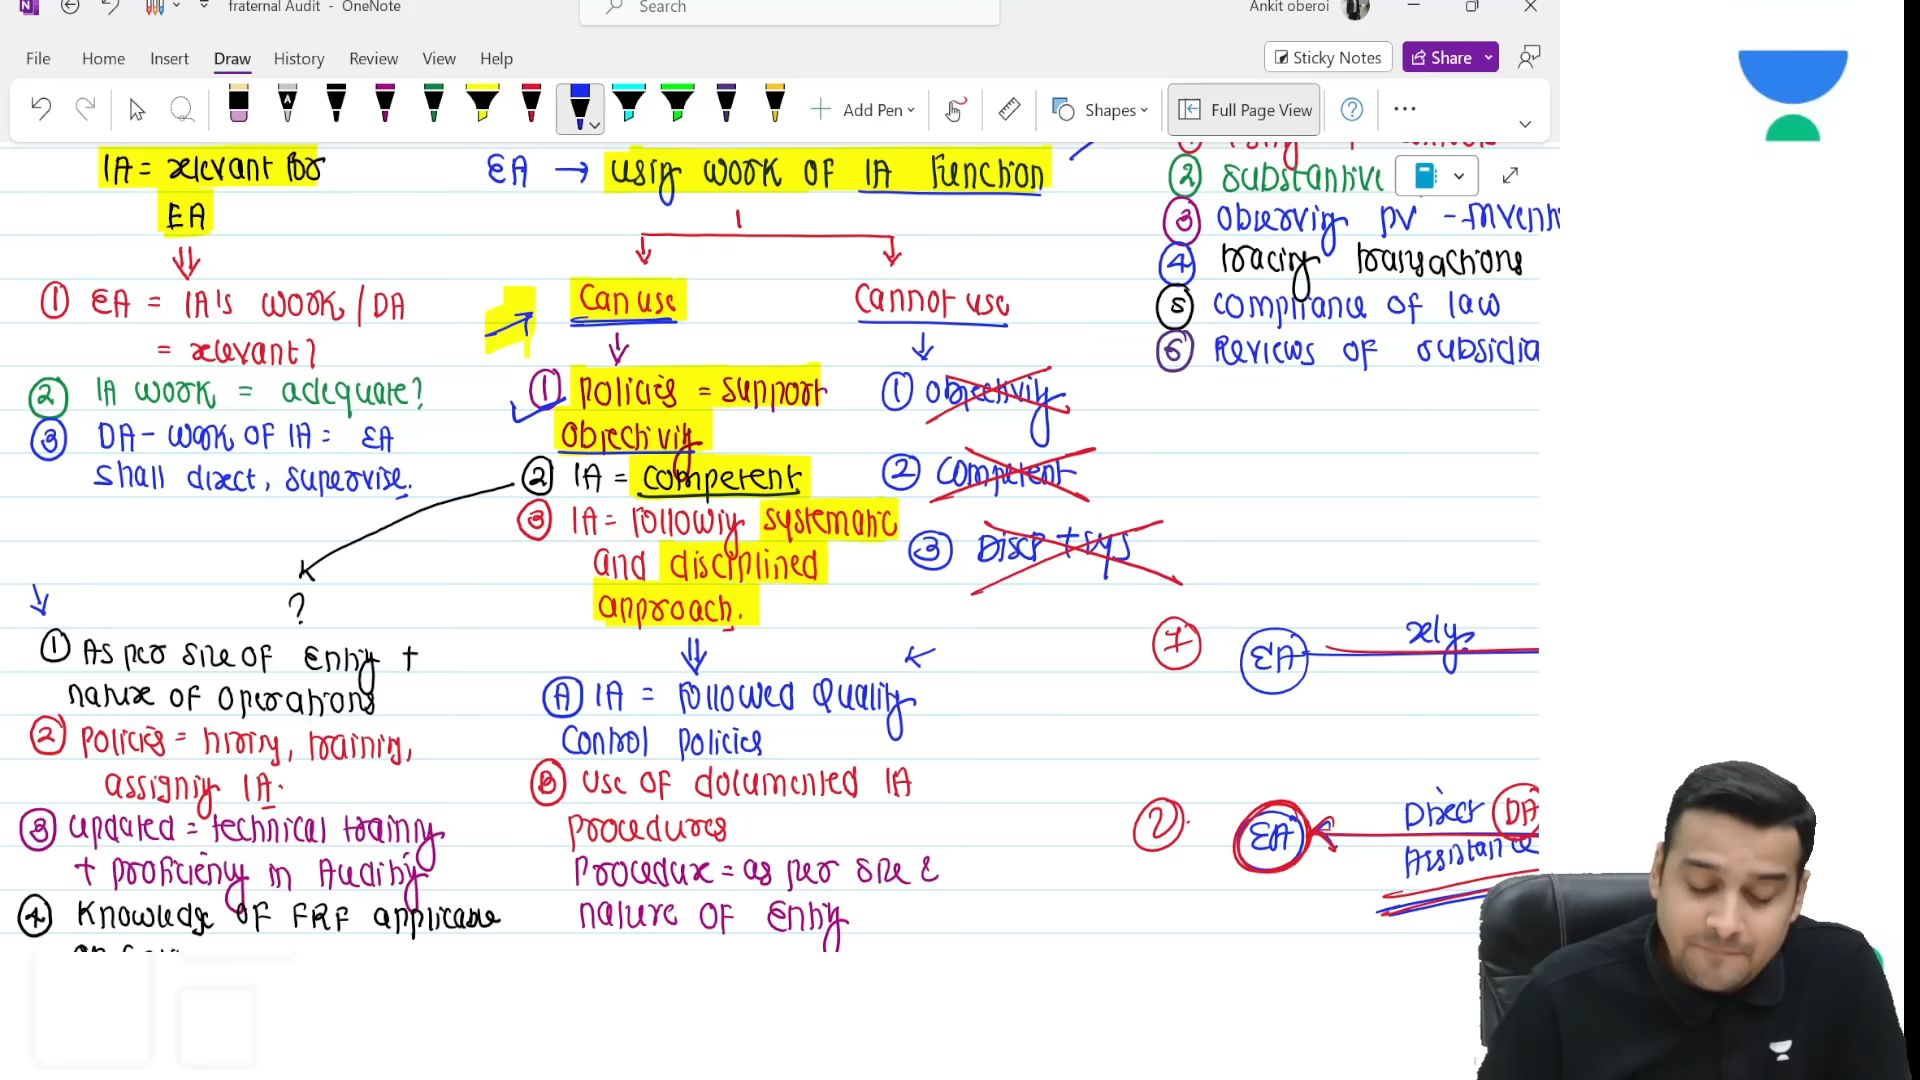 fraternal Audit - OneNote
Search
Ankit oberoi
File Home Insert Draw History Review View Help
Sticky Notes
Share
Add Pen
Shapes
Full Page View
IA = relevant for
EA
① EA = IA's work / DA
= relevant?
② IA work = adequate?
③ DA - work of IA = EA
shall direct, supervise.
?
① As per size of Entity +
nature of operations
② Policies = hiring, training,
assigning IA.
③ updated = technical training
+ proficiency in Auditing
④ Knowledge of FRF applicable
EA → using work of IA function
Can use
① Policies = support
objectivity
② IA = competent
③ IA = following systematic
and disciplined
approach.
Ⓐ IA = followed Quality
control policies
Ⓑ use of documented IA
procedures
Procedure = as per size &
nature of Entity
Cannot use
① objectivity
② competent
③ Disc + sys
② substantive
③ observing PV -
④ tracing transactions
⑤ compliance of law
⑥ Reviews of subsidia
① EA rely
② EA Direct DA
Assistance